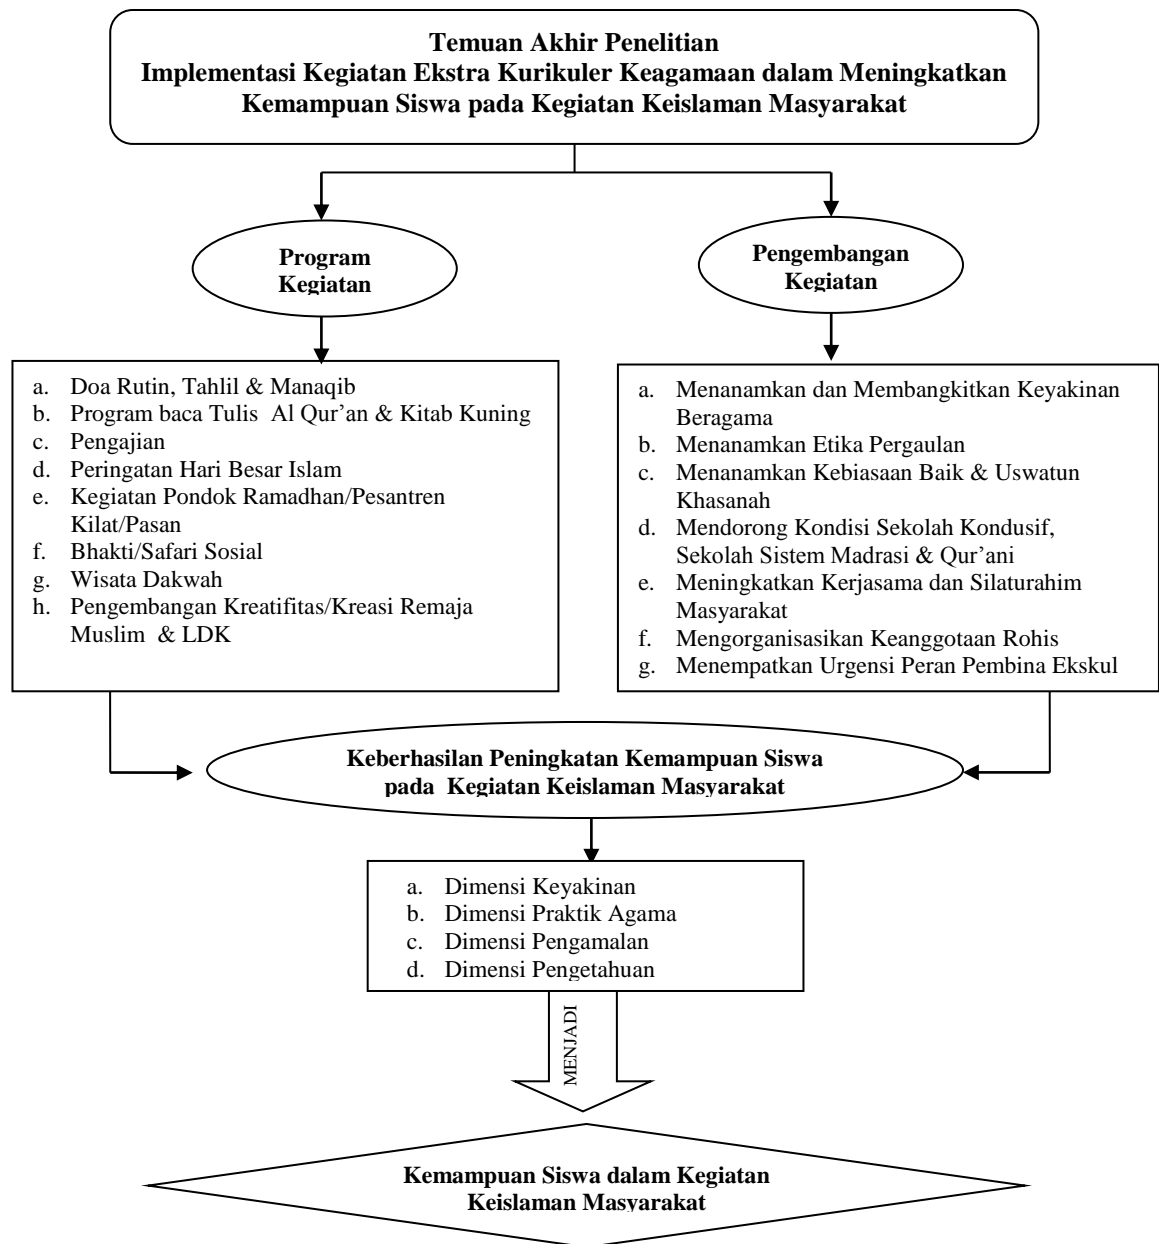 Temuan Akhir Penelitian
Implementasi Kegiatan Ekstra Kurikuler Keagamaan dalam Meningkatkan
Kemampuan Siswa pada Kegiatan Keislaman Masyarakat
Program
Kegiatan
Pengembangan
Kegiatan
a. Doa Rutin, Tahlil & Manaqib
b. Program baca Tulis Al Qur’an & Kitab Kuning
c. Pengajian
d. Peringatan Hari Besar Islam
e. Kegiatan Pondok Ramadhan/Pesantren
Kilat/Pasan
f. Bhakti/Safari Sosial
g. Wisata Dakwah
h. Pengembangan Kreatifitas/Kreasi Remaja
Muslim & LDK
a. Menanamkan dan Membangkitkan Keyakinan
Beragama
b. Menanamkan Etika Pergaulan
c. Menanamkan Kebiasaan Baik & Uswatun
Khasanah
d. Mendorong Kondisi Sekolah Kondusif,
Sekolah Sistem Madrasi & Qur’ani
e. Meningkatkan Kerjasama dan Silaturahim
Masyarakat
f. Mengorganisasikan Keanggotaan Rohis
g. Menempatkan Urgensi Peran Pembina Ekskul
Keberhasilan Peningkatan Kemampuan Siswa
pada Kegiatan Keislaman Masyarakat
a. Dimensi Keyakinan
b. Dimensi Praktik Agama
c. Dimensi Pengamalan
d. Dimensi Pengetahuan
MENJADI
Kemampuan Siswa dalam Kegiatan
Keislaman Masyarakat